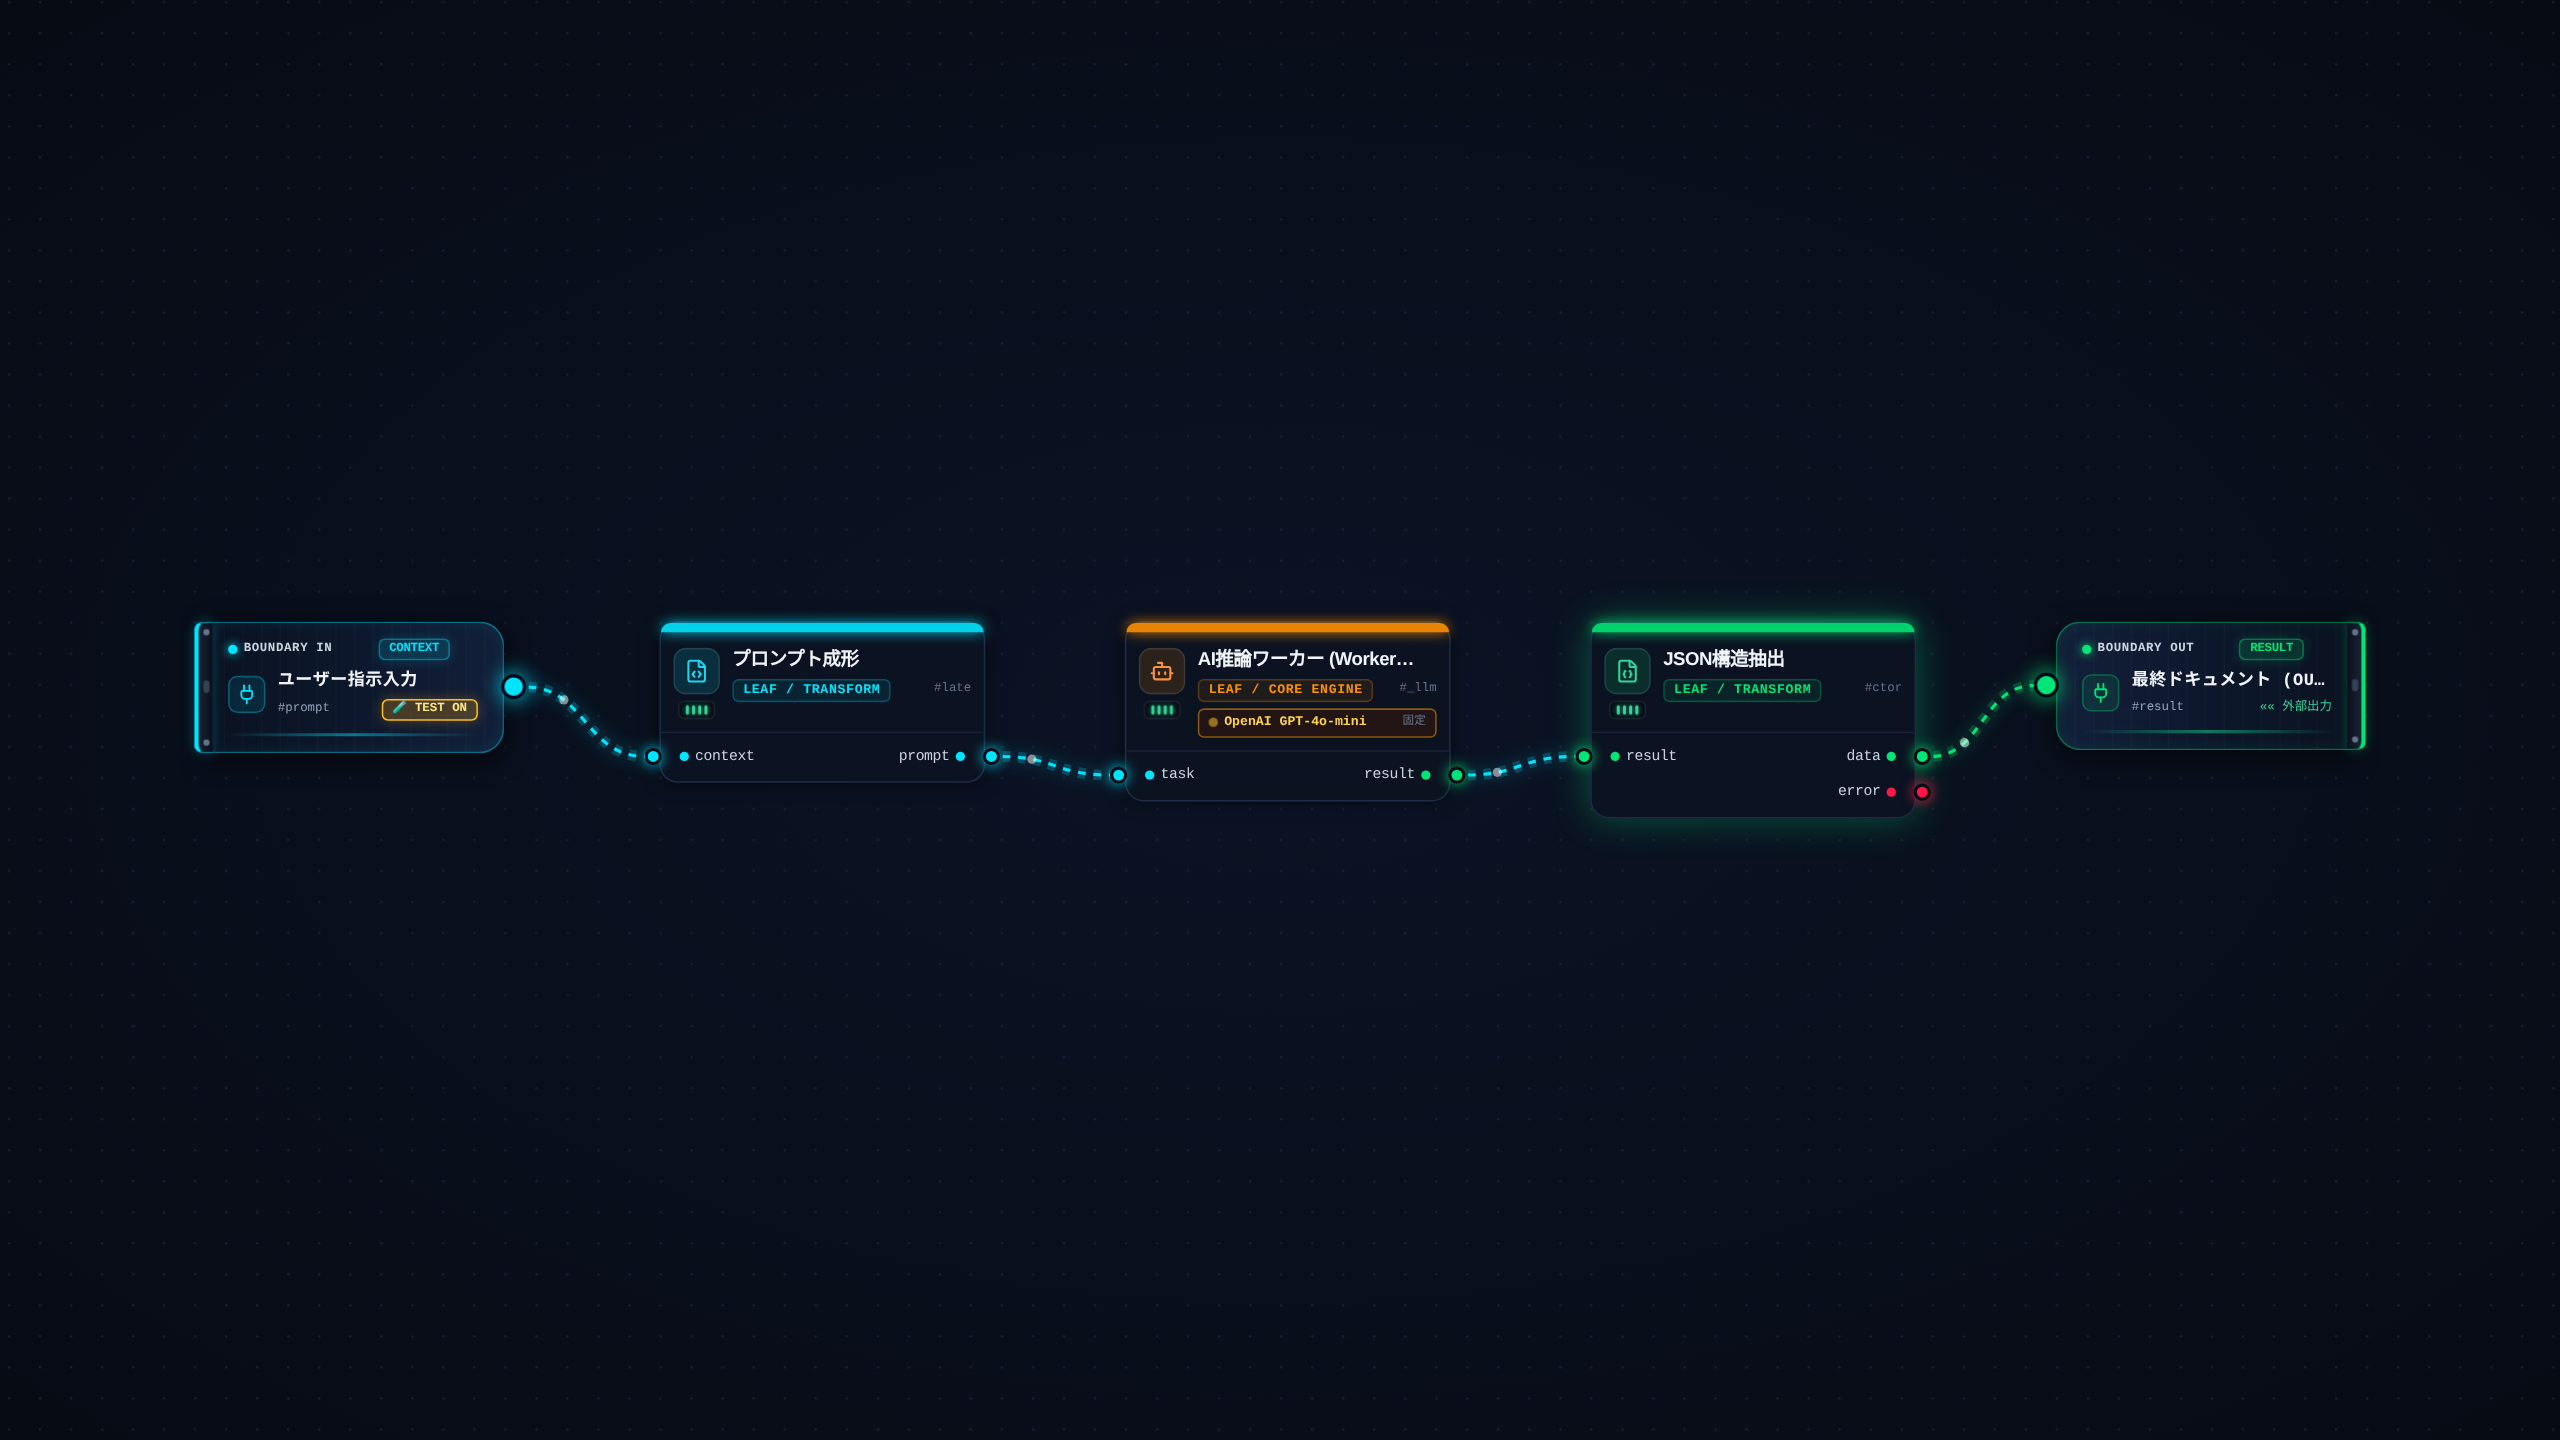 BOUNDARY IN
CONTEXT
ユーザー指示入力
#prompt
🧪 TEST ON
プロンプト成形
LEAF / TRANSFORM
#late
context
prompt
AI推論ワーカー (Worker…
LEAF / CORE ENGINE
#_llm
OpenAI GPT-4o-mini
固定
task
result
JSON構造抽出
LEAF / TRANSFORM
#ctor
result
data
error
BOUNDARY OUT
RESULT
最終ドキュメント (OU…
#result
«« 外部出力